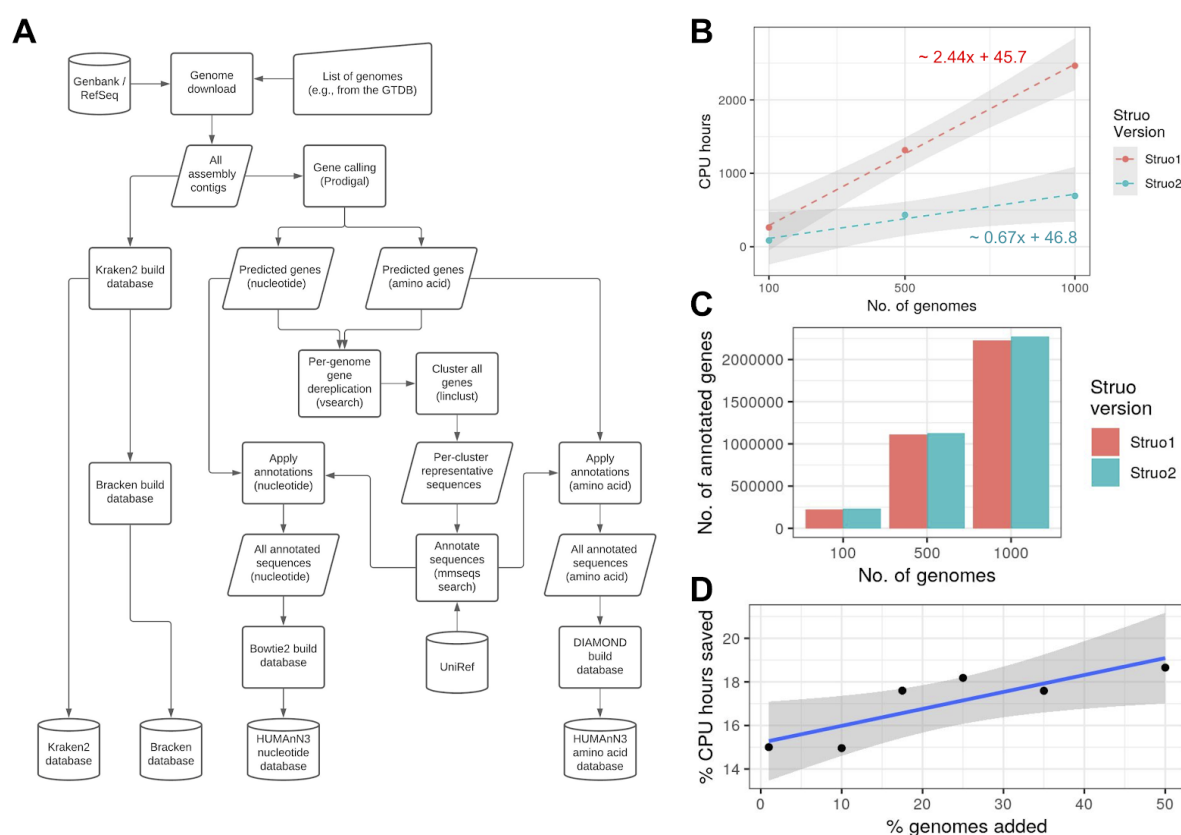 A
Genbank /
RefSeq
Genome
download
List of genomes
(e.g., from the GTDB)
All
assembly
contigs
Gene calling
(Prodigal)
Kraken2 build
database
Predicted genes
(nucleotide)
Predicted genes
(amino acid)
Per-genome
gene
dereplication
(vsearch)
Cluster all
genes
(linclust)
Bracken build
database
Apply
annotations
(nucleotide)
Per-cluster
representative
sequences
Apply
annotations
(amino acid)
All annotated
sequences
(nucleotide)
Annotate
sequences
(mmseqs
search)
All annotated
sequences
(amino acid)
Bowtie2 build
database
UniRef
DIAMOND
build
database
Kraken2
database
Bracken
database
HUMAnN3
nucleotide
database
HUMAnN3
amino acid
database
B
CPU hours
2000
1000
0
~ 2.44x + 45.7
~ 0.67x + 46.8
100
500
1000
No. of genomes
Struo
Version
Struo1
Struo2
C
No. of annotated genes
2000000
1500000
1000000
500000
0
100
500
1000
No. of genomes
Struo
version
Struo1
Struo2
D
% CPU hours saved
20
18
16
14
0
10
20
30
40
50
% genomes added